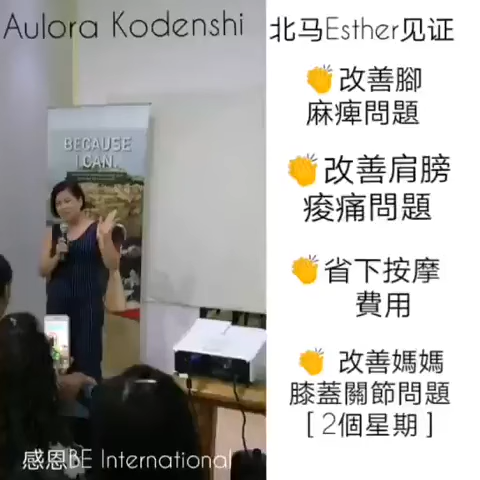 Aulora Kodenshi
北马Esther见证
👏改善腳
麻痺問題
👏改善肩膀
痠痛問題
👏省下按摩
費用
👏 改善媽媽
膝蓋關節問題
[ 2個星期 ]
BECAUSE
I CAN.
感恩BE International